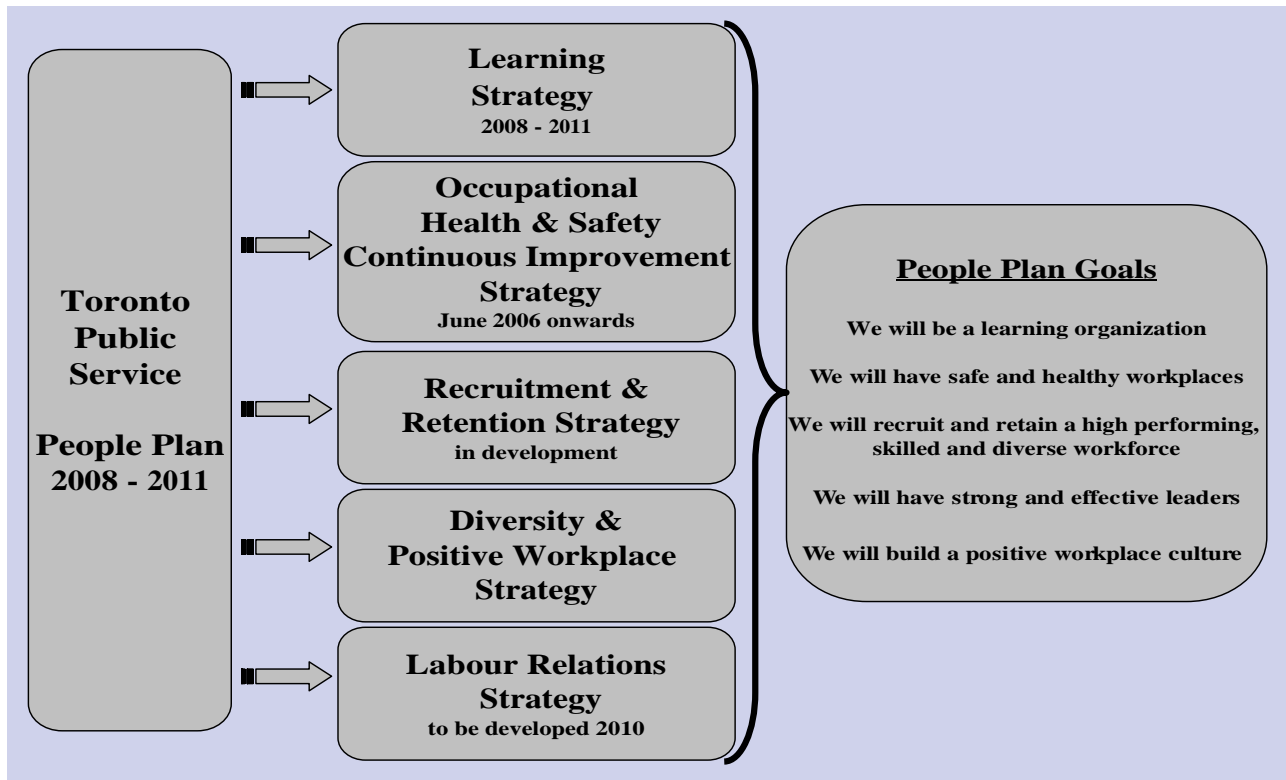 Toronto
Public
Service
People Plan
2008 - 2011
Learning
Strategy
2008 - 2011
Occupational
Health & Safety
Continuous Improvement
Strategy
June 2006 onwards
Recruitment &
Retention Strategy
in development
Diversity &
Positive Workplace
Strategy
Labour Relations
Strategy
to be developed 2010
People Plan Goals
We will be a learning organization
We will have safe and healthy workplaces
We will recruit and retain a high performing,
skilled and diverse workforce
We will have strong and effective leaders
We will build a positive workplace culture